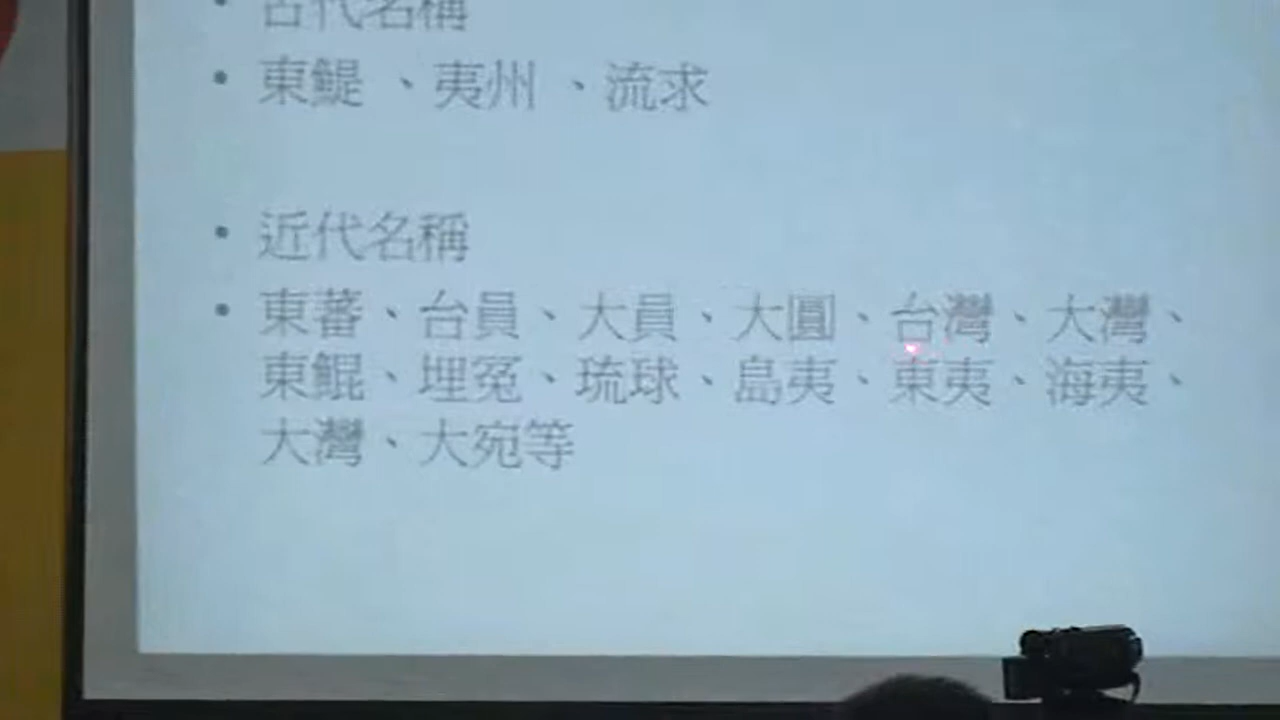 • 古代名稱
• 東鯷、夷州、流求
• 近代名稱
• 東蕃、台員、大員、大圓、台灣、大灣、
東鯤、埋冤、琉球、島夷、東夷、海夷、
大灣、大宛等